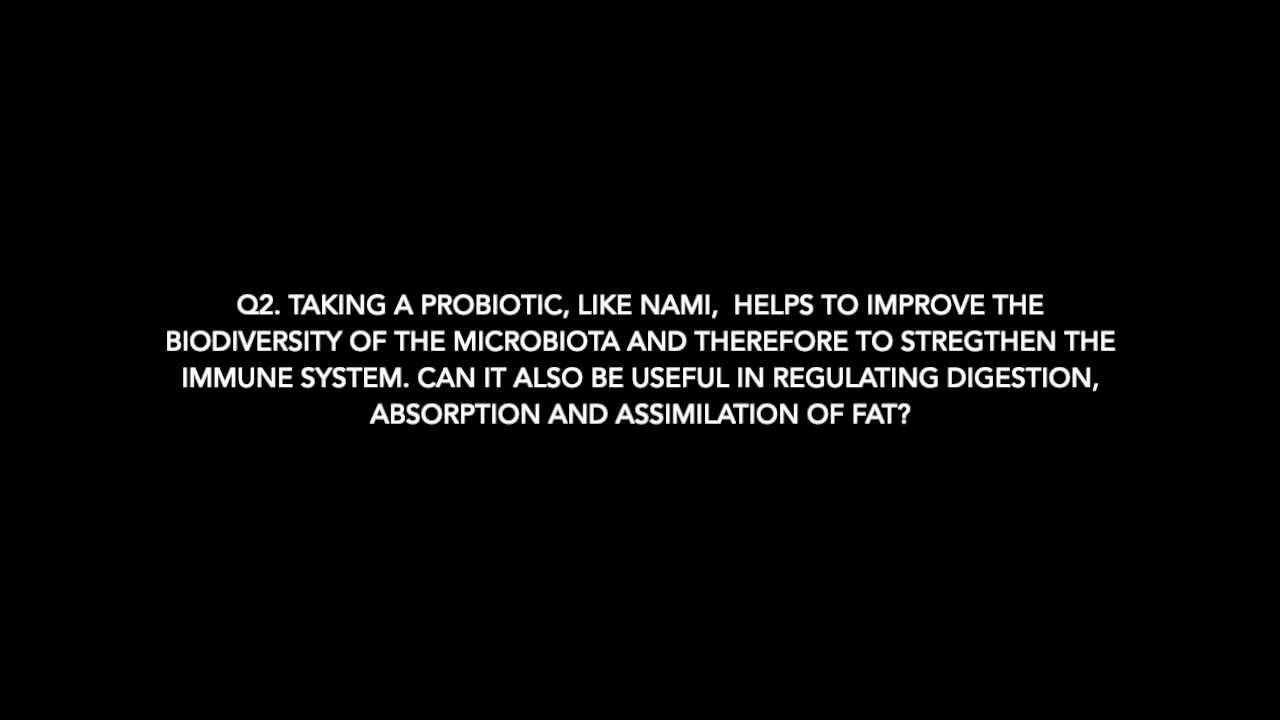 Q2. TAKING A PROBIOTIC, LIKE NAMI,  HELPS TO IMPROVE THE
BIODIVERSITY OF THE MICROBIOTA AND THEREFORE TO STREGTHEN THE
IMMUNE SYSTEM. CAN IT ALSO BE USEFUL IN REGULATING DIGESTION,
ABSORPTION AND ASSIMILATION OF FAT?